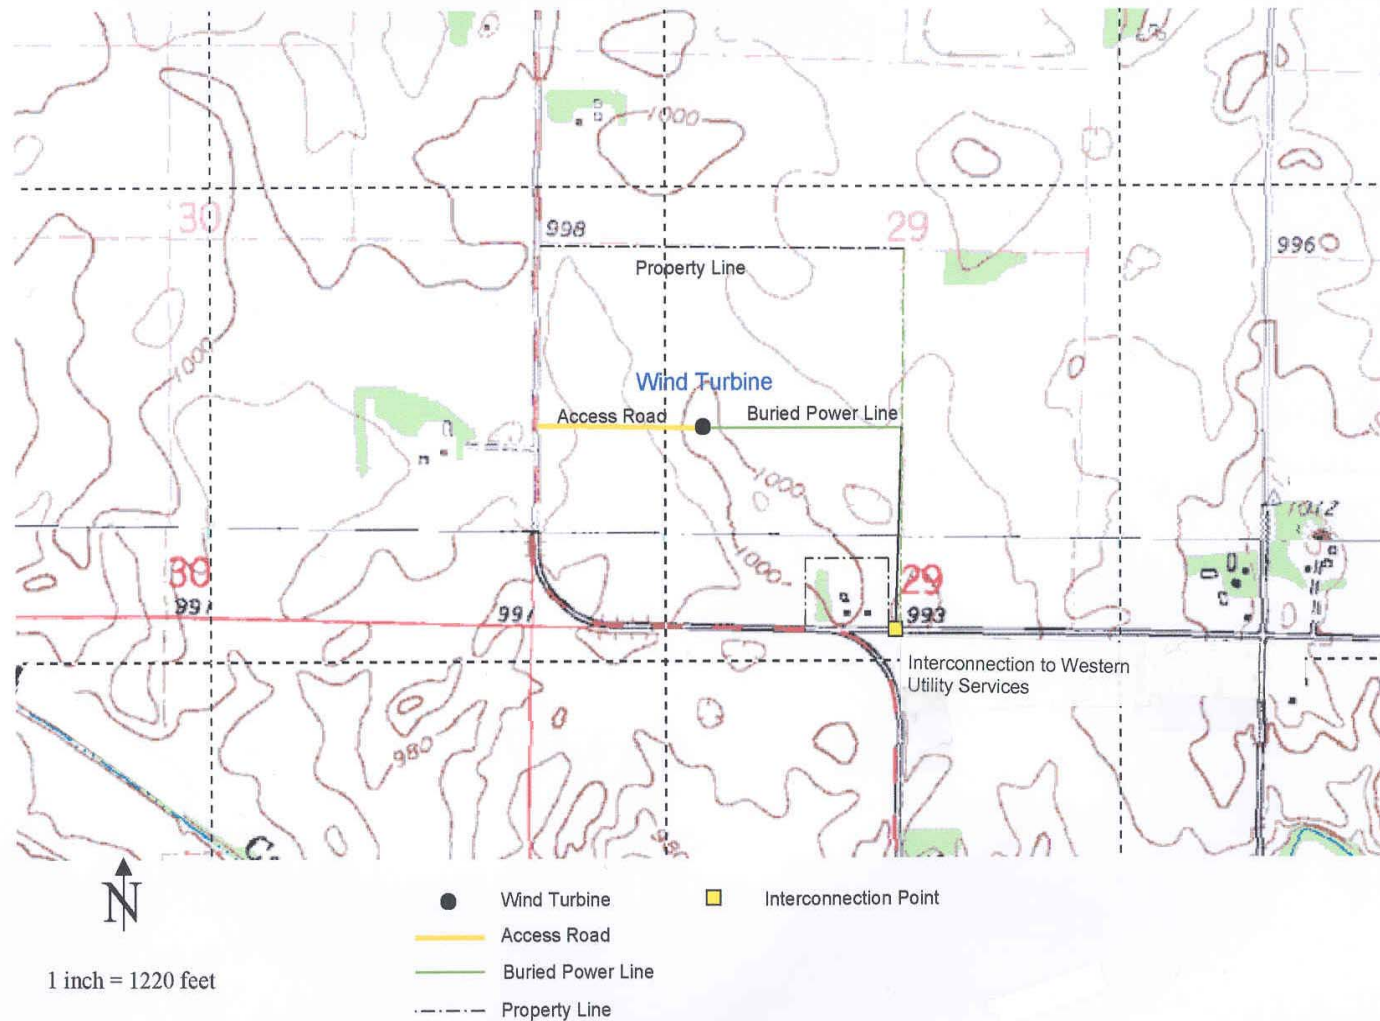 1000
30
998
29
996
Property Line
1000
Wind Turbine
Access Road
Buried Power Line
1000
1012
1000
30
29
991
991
993
Interconnection to Western
Utility Services
980
C.
N
Wind Turbine
Interconnection Point
Access Road
1 inch = 1220 feet
Buried Power Line
Property Line